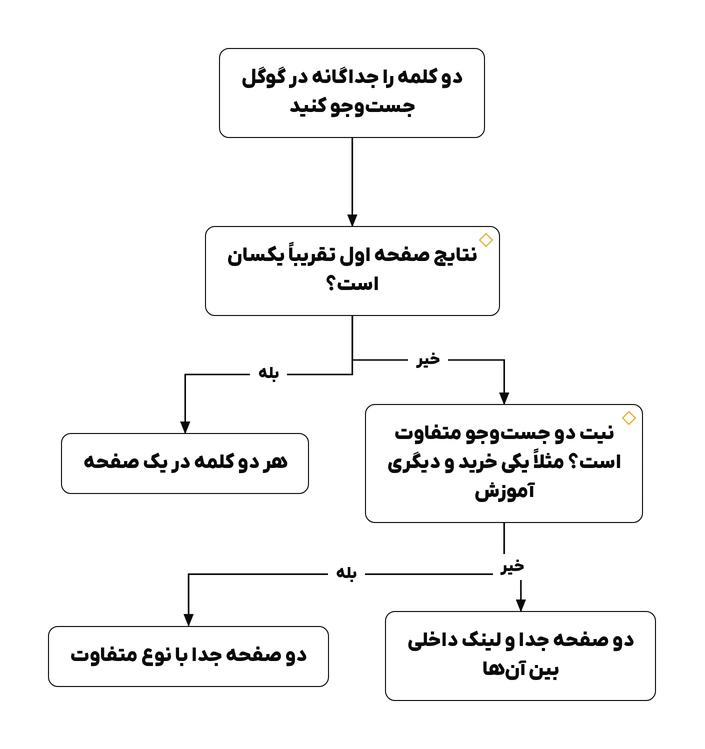 دو کلمه را جداگانه در گوگل
جست‌وجو کنید
نتایج صفحه اول تقریباً یکسان
است؟
خیر
بله
نیت دو جست‌وجو متفاوت
است؟ مثلاً یکی خرید و دیگری
آموزش
هر دو کلمه در یک صفحه
خیر
بله
دو صفحه جدا و لینک داخلی
بین آن‌ها
دو صفحه جدا با نوع متفاوت